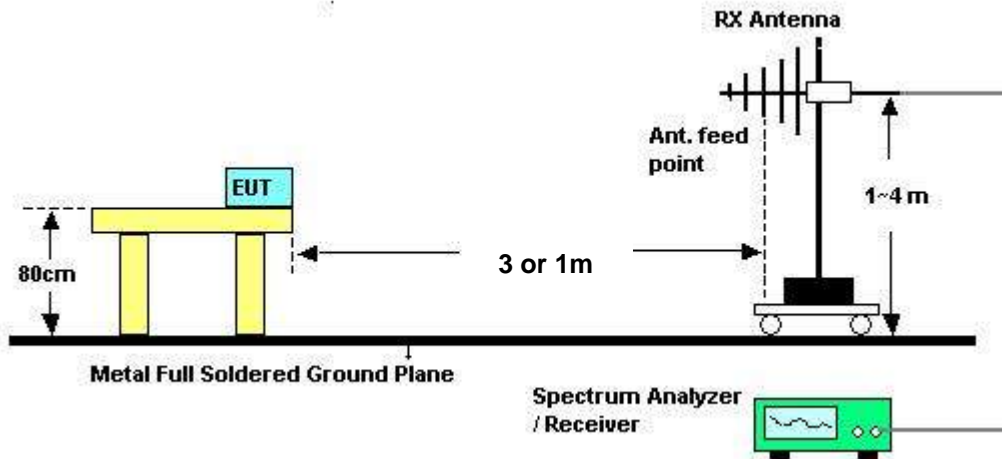 RX Antenna
Ant. feed
point
EUT
1~4 m
80cm
3 or 1m
Metal Full Soldered Ground Plane
Spectrum Analyzer
/ Receiver